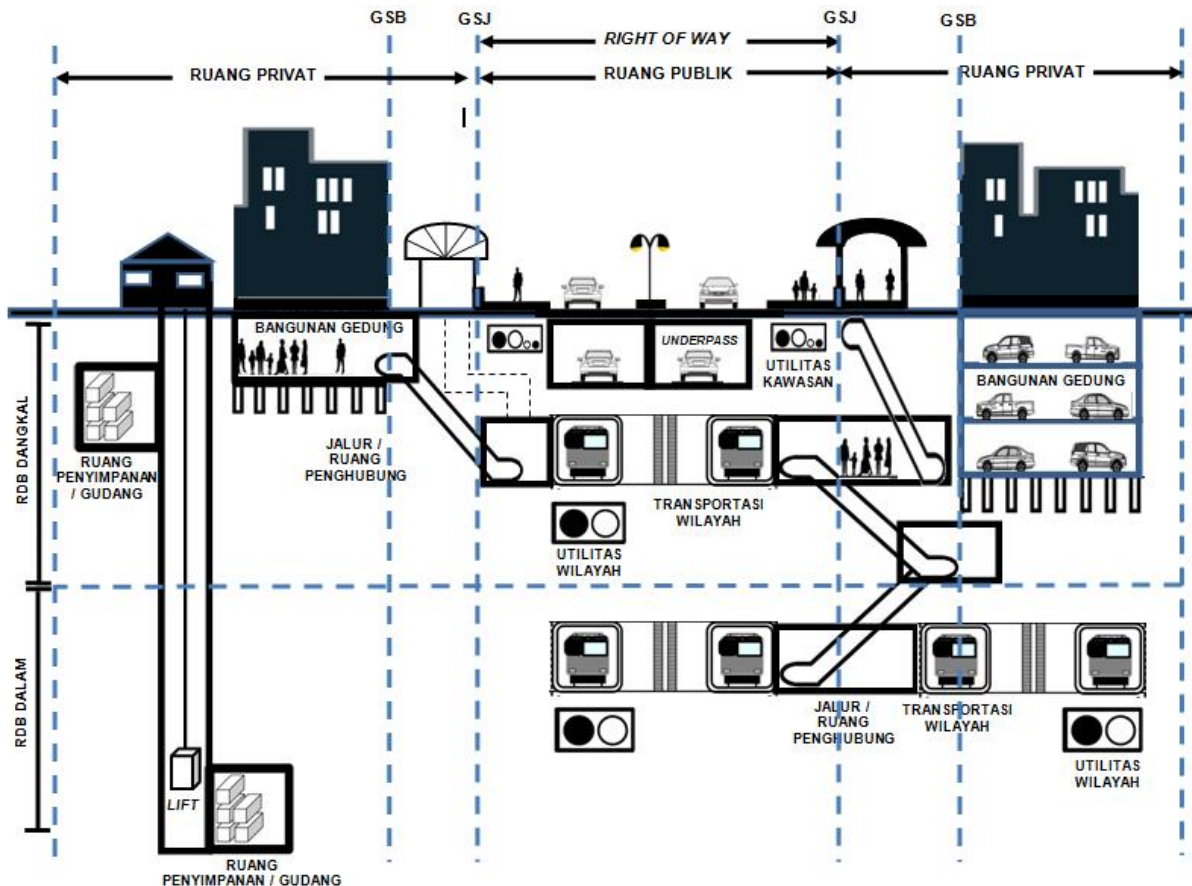 GSB
GSJ
RIGHT OF WAY
GSJ
GSB
RUANG PRIVAT
RUANG PUBLIK
RUANG PRIVAT
BANGUNAN GEDUNG
UNDERPASS
UTILITAS
KAWASAN
BANGUNAN GEDUNG
RDB DANGKAL
RUANG
PENYIMPANAN
/ GUDANG
JALUR /
RUANG
PENGHUBUNG
TRANSPORTASI
WILAYAH
UTILITAS
WILAYAH
RDB DALAM
JALUR /
RUANG
PENGHUBUNG
TRANSPORTASI
WILAYAH
UTILITAS
WILAYAH
LIFT
RUANG
PENYIMPANAN / GUDANG